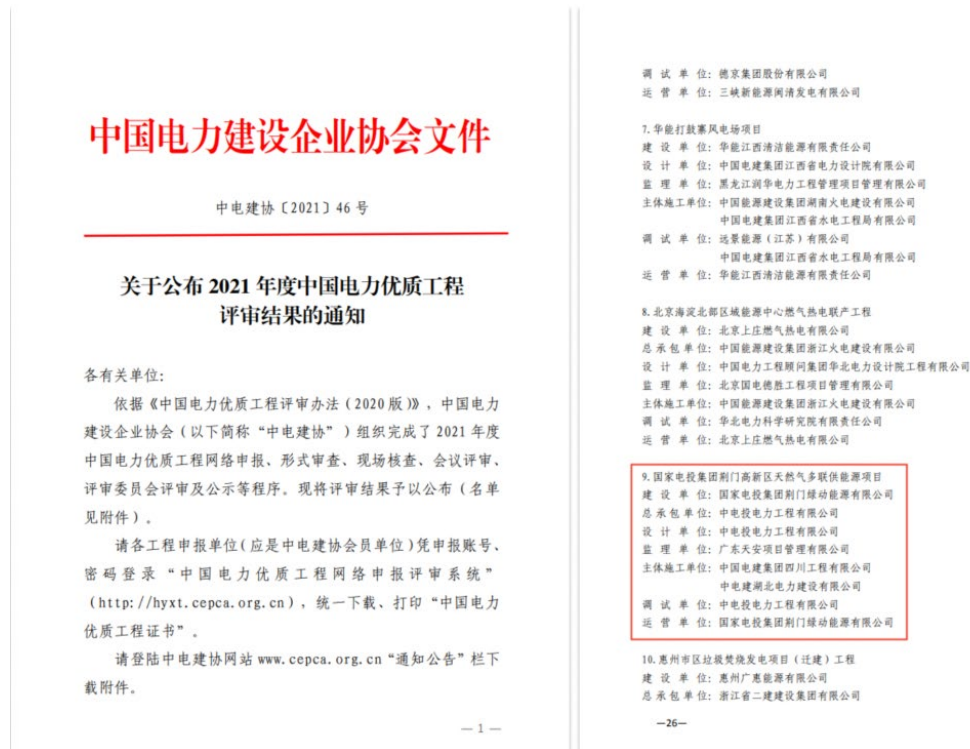 中国电力建设企业协会文件
中电建协〔2021〕46 号
关于公布 2021 年度中国电力优质工程
评审结果的通知
各有关单位:
依据《中国电力优质工程评审办法(2020版)》,中国电力
建设企业协会(以下简称“中电建协”)组织完成了 2021 年度
中国电力优质工程网络申报、形式审查、现场核查、会议评审、
评审委员会评审及公示等程序。现将评审结果予以公布(名单
见附件)。
请各工程申报单位(应是中电建协会员单位)凭申报账号、
密码登录“中国电力优质工程网络申报评审系统”
(http://hyxt.cepca.org.cn),统一下载、打印“中国电力
优质工程证书”。
请登陆中电建协网站 www.cepca.org.cn“通知公告”栏下
载附件。
— 1 —
调 试 单 位: 德京集团股份有限公司
运 营 单 位: 三峡新能源闽清发电有限公司
7.华能打鼓寨风电场项目
建 设 单 位: 华能江西清洁能源有限责任公司
设 计 单 位: 中国电建集团江西省电力设计院有限公司
监 理 单 位: 黑龙江润华电力工程管理项目管理有限公司
主体施工单位: 中国能源建设集团湖南火电建设有限公司
中国电建集团江西省水电工程局有限公司
调 试 单 位: 远景能源(江苏)有限公司
中国电建集团江西省水电工程局有限公司
运 营 单 位: 华能江西清洁能源有限责任公司
8.北京海淀北部区域能源中心燃气热电联产工程
建 设 单 位: 北京上庄燃气热电有限公司
总 承 包 单 位: 中国能源建设集团浙江火电建设有限公司
设 计 单 位: 中国电力工程顾问集团华北电力设计院工程有限公司
监 理 单 位: 北京国电德胜工程项目管理有限公司
主体施工单位: 中国能源建设集团浙江火电建设有限公司
调 试 单 位: 华北电力科学研究院有限责任公司
运 营 单 位: 北京上庄燃气热电有限公司
9.国家电投集团荆门高新区天然气多联供能源项目
建 设 单 位: 国家电投集团荆门绿动能源有限公司
总 承 包 单 位: 中电投电力工程有限公司
设 计 单 位: 中电投电力工程有限公司
监 理 单 位: 广东天安项目管理有限公司
主体施工单位: 中国电建集团四川工程有限公司
中电建湖北电力建设有限公司
调 试 单 位: 中电投电力工程有限公司
运 营 单 位: 国家电投集团荆门绿动能源有限公司
10.惠州市区垃圾焚烧发电项目(迁建)工程
建 设 单 位: 惠州广惠能源有限公司
总 承 包 单 位: 浙江省二建建设集团有限公司
—26—